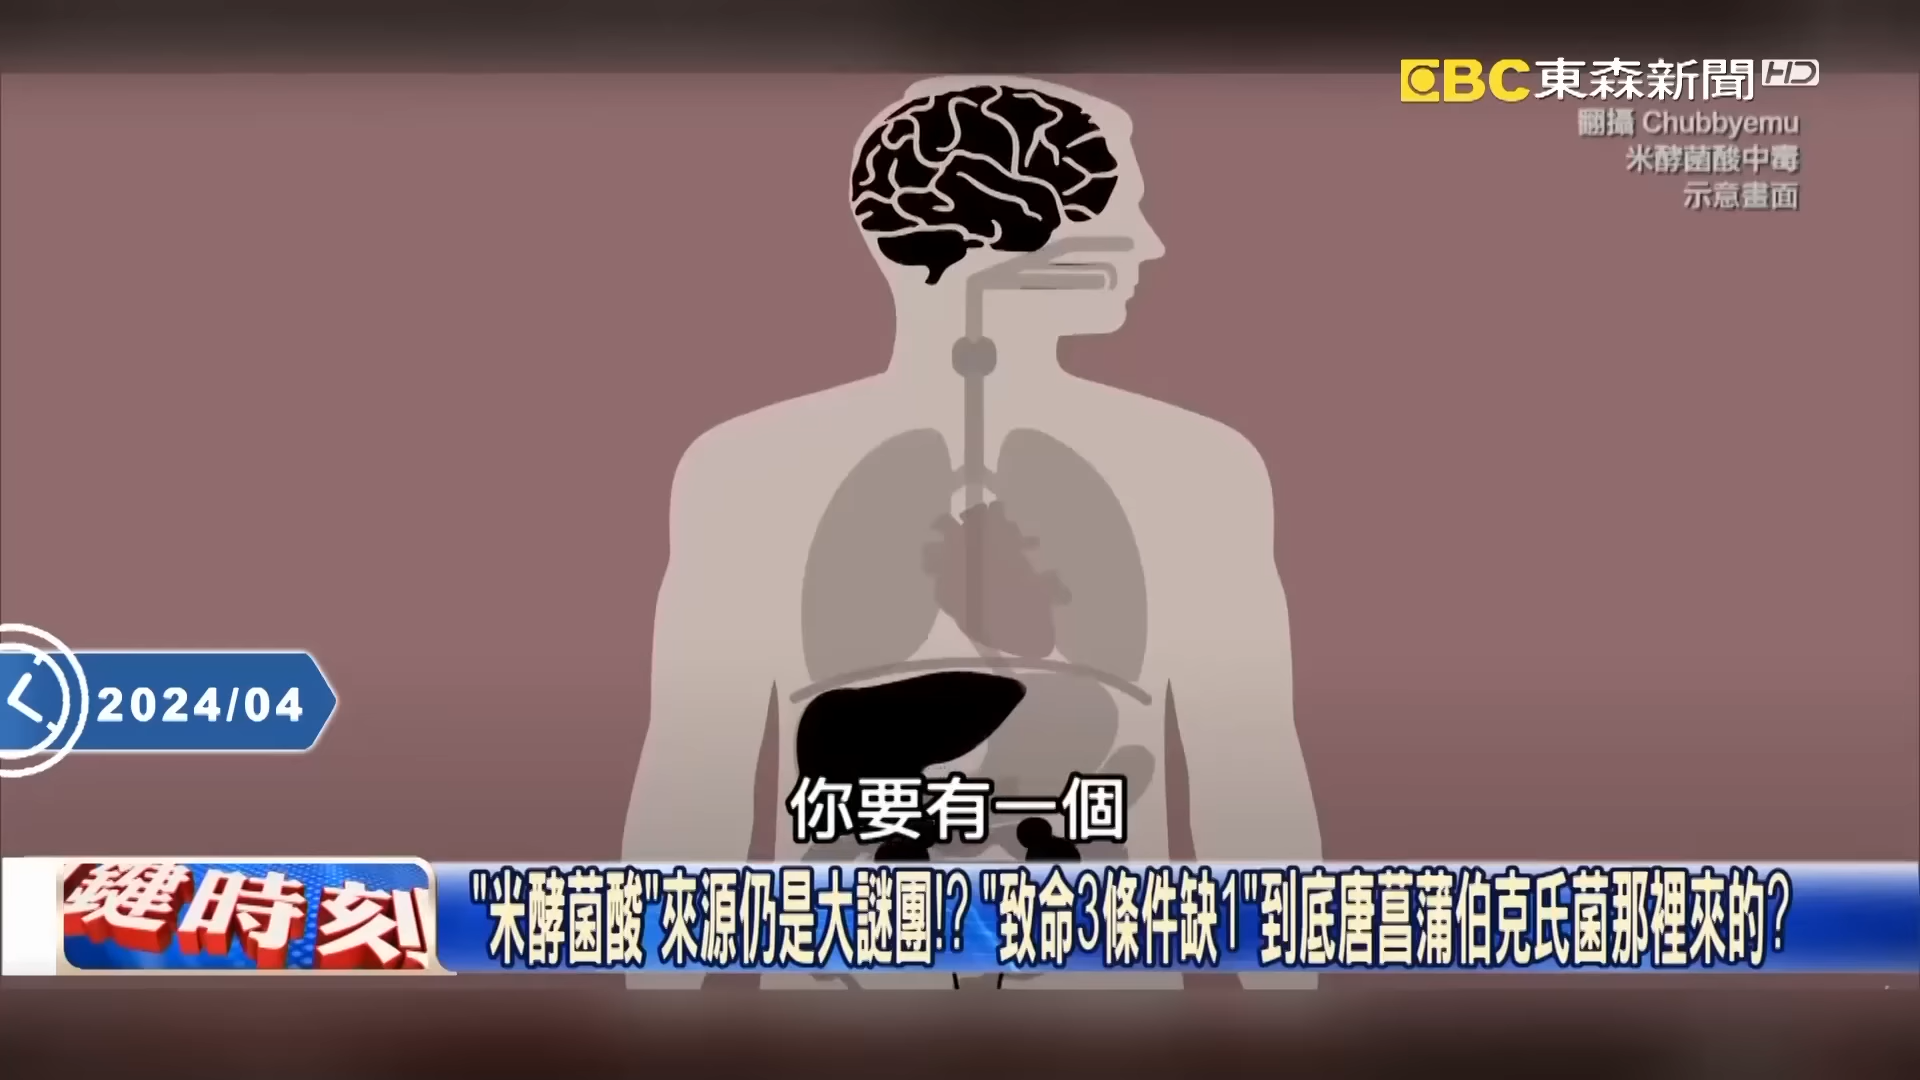 EBC東森新聞HD
翻攝 Chubbyemu
米酵菌酸中毒
示意畫面
2024/04
你要有一個
鍵時刻
"米酵菌酸"來源仍是大謎團!? "致命3條件缺1"到底唐菖蒲伯克氏菌那裡來的?